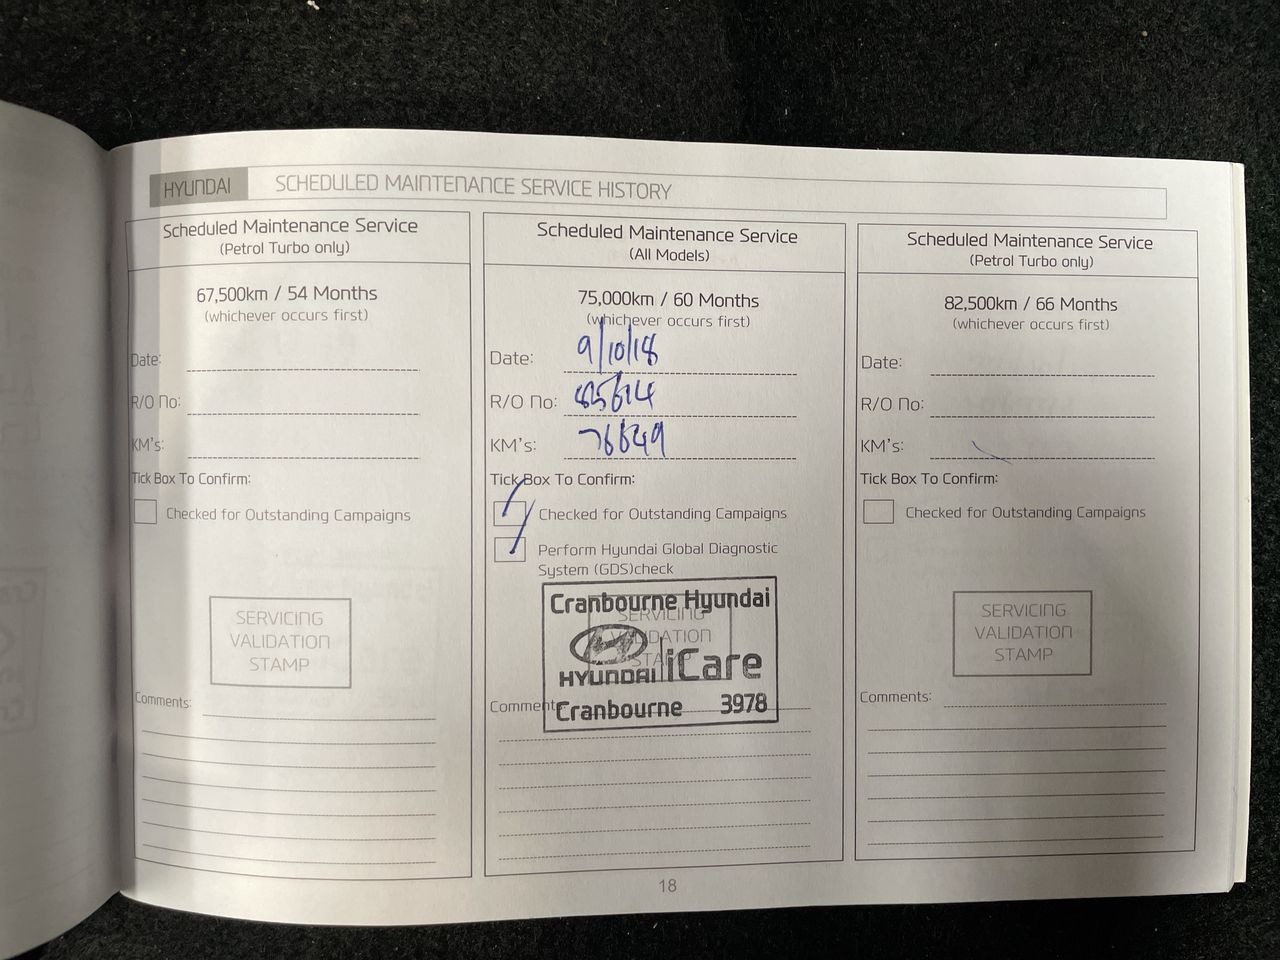 HYUNDAI SCHEDULED MAINTENANCE SERVICE HISTORY
Scheduled Maintenance Service
(Petrol Turbo only)
67,500km / 54 Months
(whichever occurs first)
Date:
R/O No:
KM's:
Tick Box To Confirm:
Checked for Outstanding Campaigns
SERVICING
VALIDATION
STAMP
Comments:
Scheduled Maintenance Service
(All Models)
75,000km / 60 Months
(whichever occurs first)
Date: 9/10/18
R/O No:
KM's: 76649
Tick Box To Confirm:
Checked for Outstanding Campaigns
Perform Hyundai Global Diagnostic
System (GDS)check
Cranbourne Hyundai
SERVICING
VALIDATION
STAMP
HYUNDAI iCare
Cranbourne 3978
Comments:
Scheduled Maintenance Service
(Petrol Turbo only)
82,500km / 66 Months
(whichever occurs first)
Date:
R/O No:
KM's:
Tick Box To Confirm:
Checked for Outstanding Campaigns
SERVICING
VALIDATION
STAMP
Comments:
18